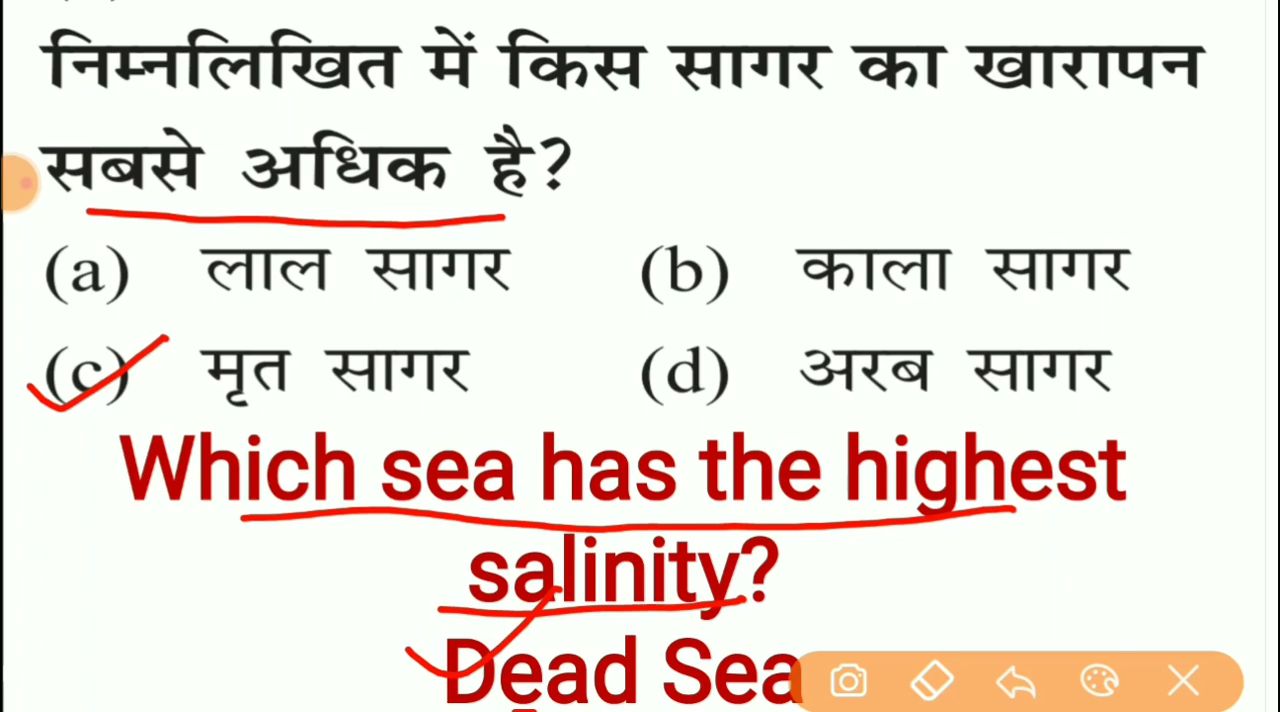 निम्नलिखित में किस सागर का खारापन
सबसे अधिक है?
(a) लाल सागर (b) काला सागर
(c) मृत सागर (d) अरब सागर
Which sea has the highest
salinity?
Dead Sea